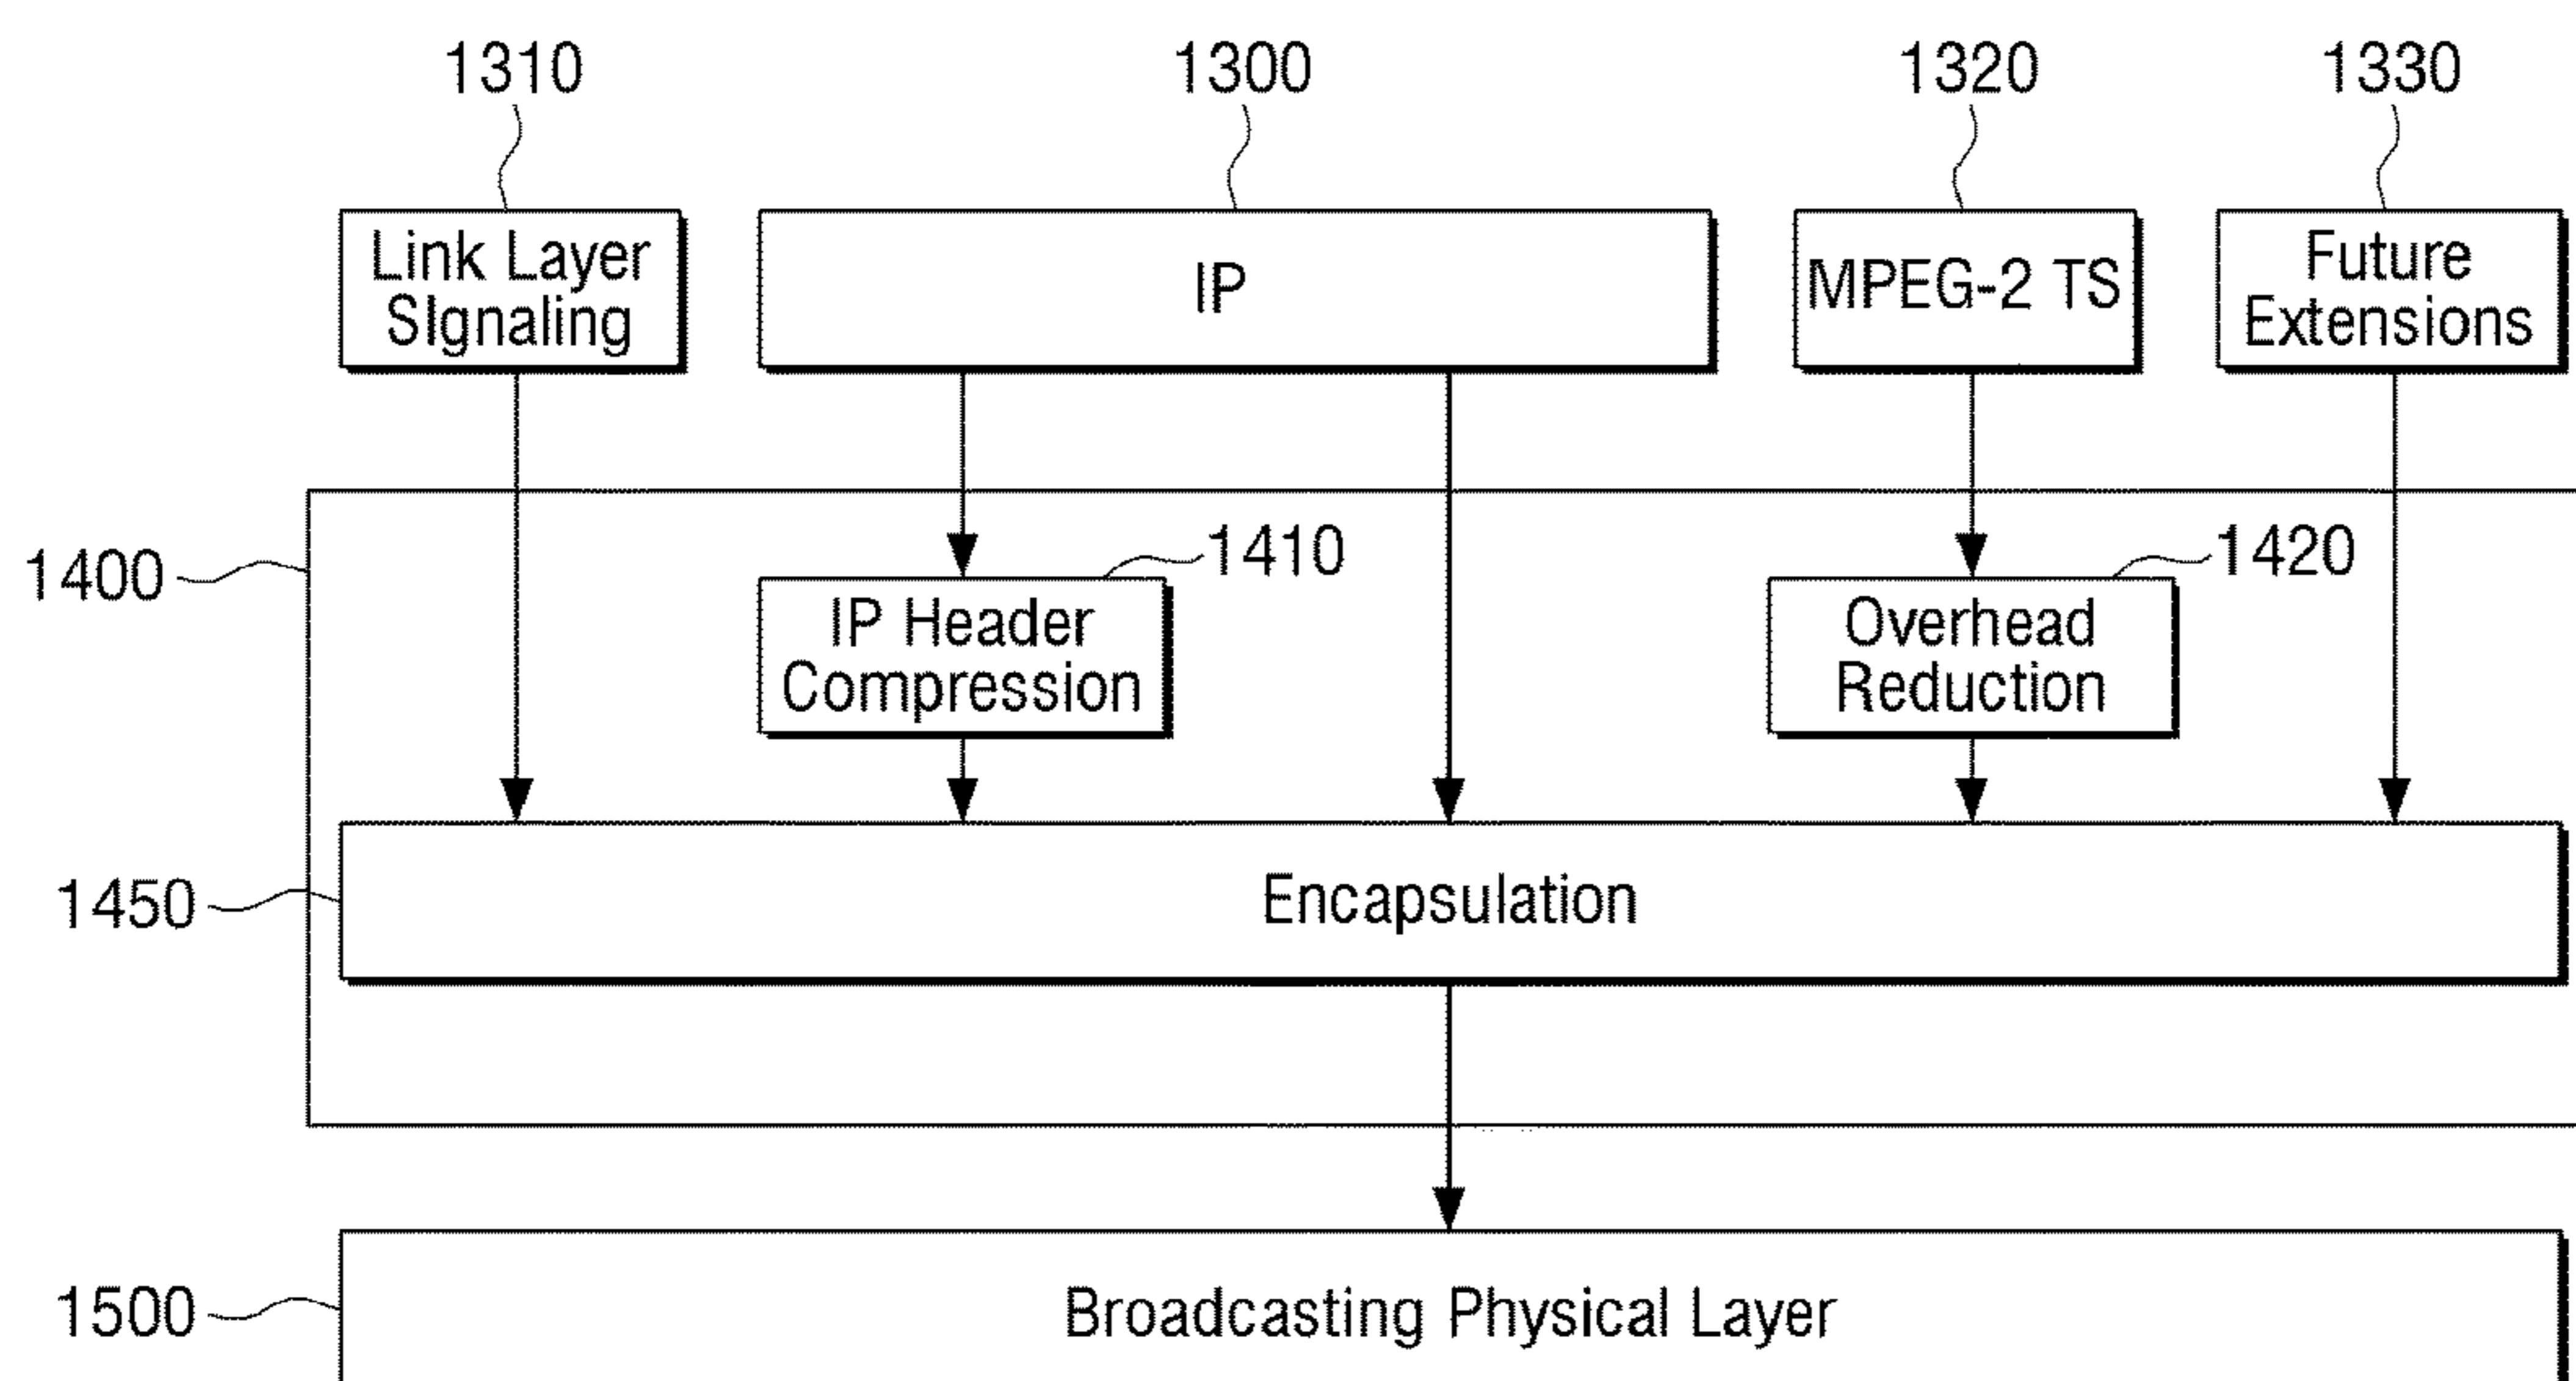 1310
1300
1320
1330
Link Layer
SIgnaling
IP
MPEG-2 TS
Future
Extensions
1400
1410
1420
IP Header
Compression
Overhead
Reduction
1450
Encapsulation
1500
Broadcasting Physical Layer